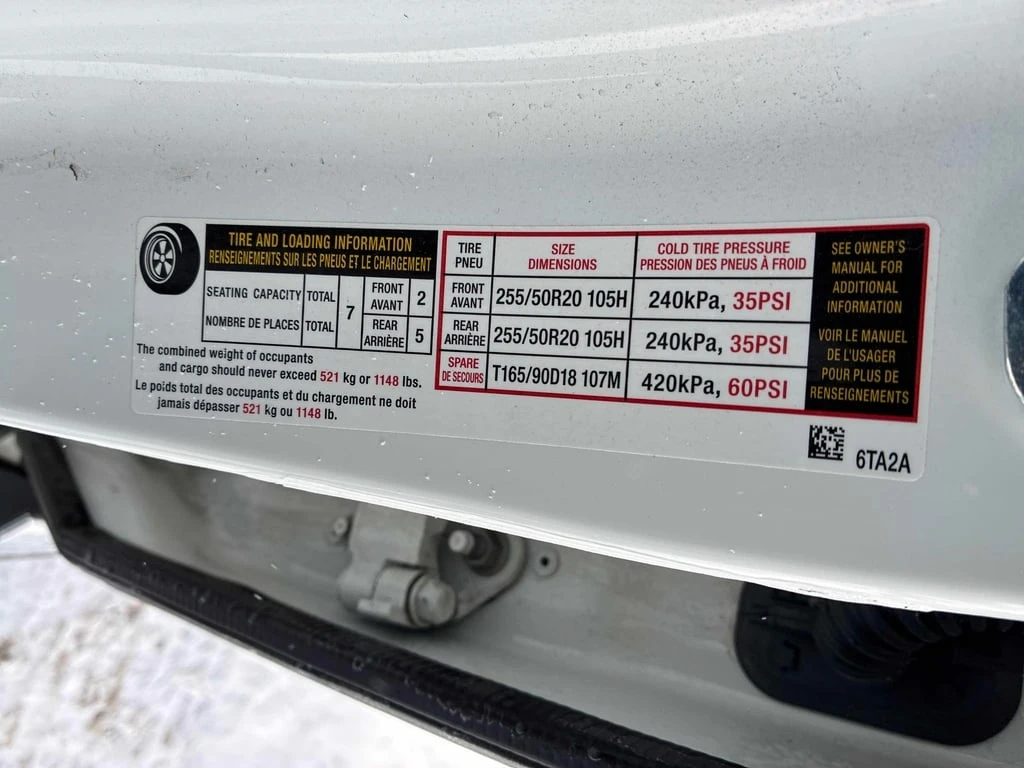 TIRE AND LOADING INFORMATION
RENSEIGNEMENTS SUR LES PNEUS ET LE CHARGEMENT
SEATING CAPACITY TOTAL 7 FRONT AVANT 2
NOMBRE DE PLACES TOTAL REAR ARRIÈRE 5
The combined weight of occupants
and cargo should never exceed 521 kg or 1148 lbs.
Le poids total des occupants et du chargement ne doit
jamais dépasser 521 kg ou 1148 lb.
TIRE PNEU SIZE DIMENSIONS COLD TIRE PRESSURE PRESSION DES PNEUS À FROID
FRONT AVANT 255/50R20 105H 240kPa, 35PSI
REAR ARRIÈRE 255/50R20 105H 240kPa, 35PSI
SPARE DE SECOURS T165/90D18 107M 420kPa, 60PSI
SEE OWNER'S
MANUAL FOR
ADDITIONAL
INFORMATION
VOIR LE MANUEL
DE L'USAGER
POUR PLUS DE
RENSEIGNEMENTS
6TA2A